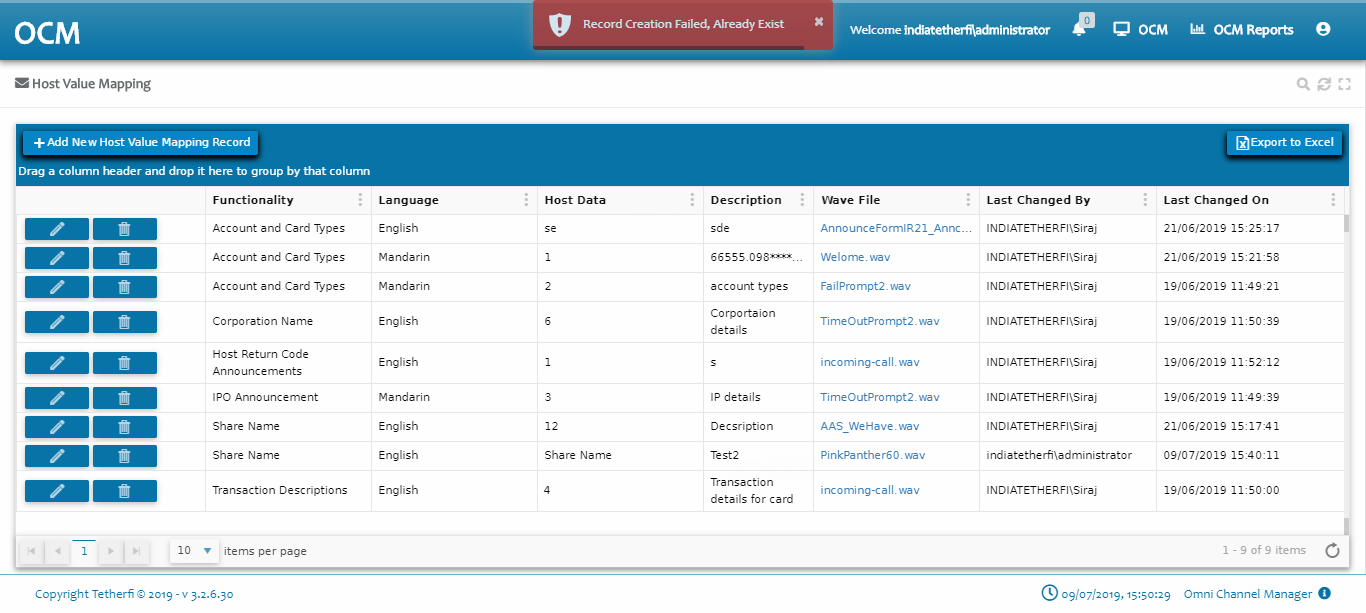 OCM
Record Creation Failed, Already Exist
Welcome indiatetherfi\administrator
0
OCM
OCM Reports
Host Value Mapping
Add New Host Value Mapping Record
Export to Excel
Drag a column header and drop it here to group by that column
Functionality Language Host Data Description Wave File Last Changed By Last Changed On
Account and Card Types English se sde AnnounceFormIR21_Annc... INDIATETHERFI\Siraj 21/06/2019 15:25:17
Account and Card Types Mandarin 1 66555.098****... Welome.wav INDIATETHERFI\Siraj 21/06/2019 15:21:58
Account and Card Types Mandarin 2 account types FailPrompt2.wav INDIATETHERFI\Siraj 19/06/2019 11:49:21
Corporation Name English 6 Corportaion
details TimeOutPrompt2.wav INDIATETHERFI\Siraj 19/06/2019 11:50:39
Host Return Code
Announcements English 1 s incoming-call.wav INDIATETHERFI\Siraj 19/06/2019 11:52:12
IPO Announcement Mandarin 3 IP details TimeOutPrompt2.wav INDIATETHERFI\Siraj 19/06/2019 11:49:39
Share Name English 12 Decsription AAS_WeHave.wav INDIATETHERFI\Siraj 21/06/2019 15:17:41
Share Name English Share Name Test2 PinkPanther60.wav indiatetherfi\administrator 09/07/2019 15:40:11
Transaction Descriptions English 4 Transaction
details for card incoming-call.wav INDIATETHERFI\Siraj 19/06/2019 11:50:00
1 10 items per page 1 - 9 of 9 items
Copyright Tetherfi © 2019 - v 3.2.6.30 09/07/2019, 15:50:29 Omni Channel Manager